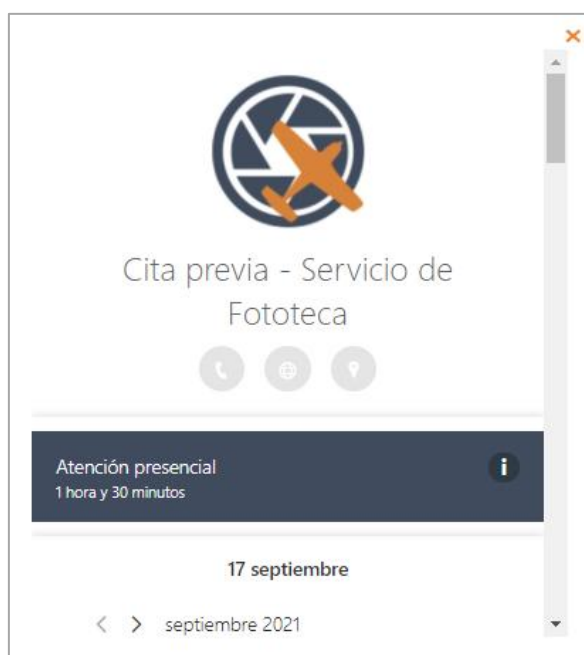 Cita previa - Servicio de
Fototeca
Atención presencial
i
1 hora y 30 minutos
17 septiembre
septiembre 2021